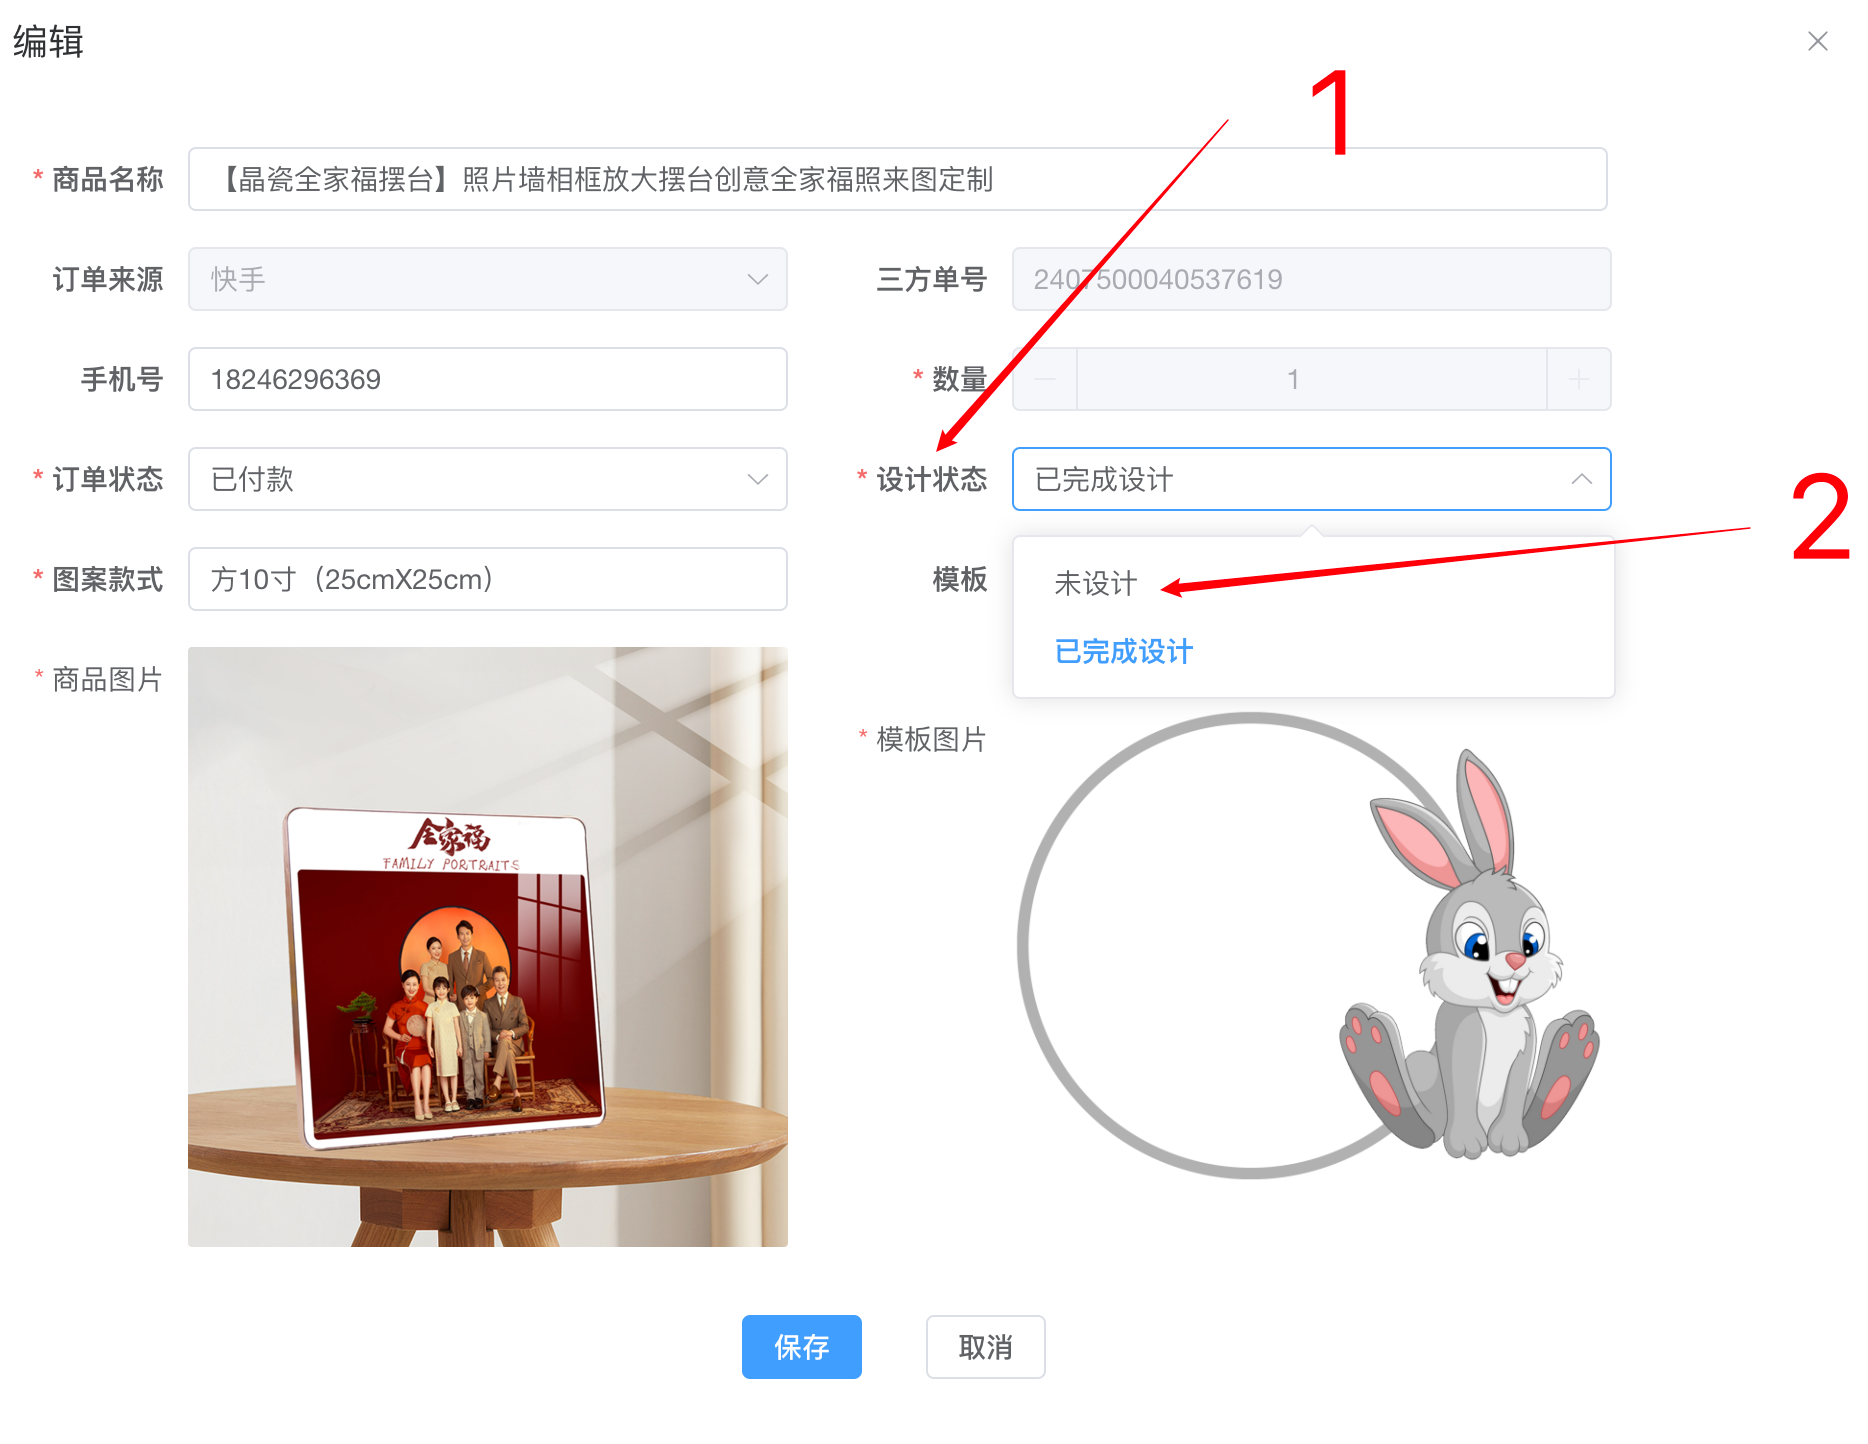 编辑
1
* 商品名称 【晶瓷全家福摆台】照片墙相框放大摆台创意全家福照来图定制
订单来源 快手 三方单号 2407500040537619
手机号 18246296369 * 数量 1
* 订单状态 已付款 * 设计状态 已完成设计
2
* 图案款式 方10寸（25cmX25cm） 模板 未设计
已完成设计
* 商品图片
* 模板图片
全家福
FAMILY PORTRAITS
保存 取消